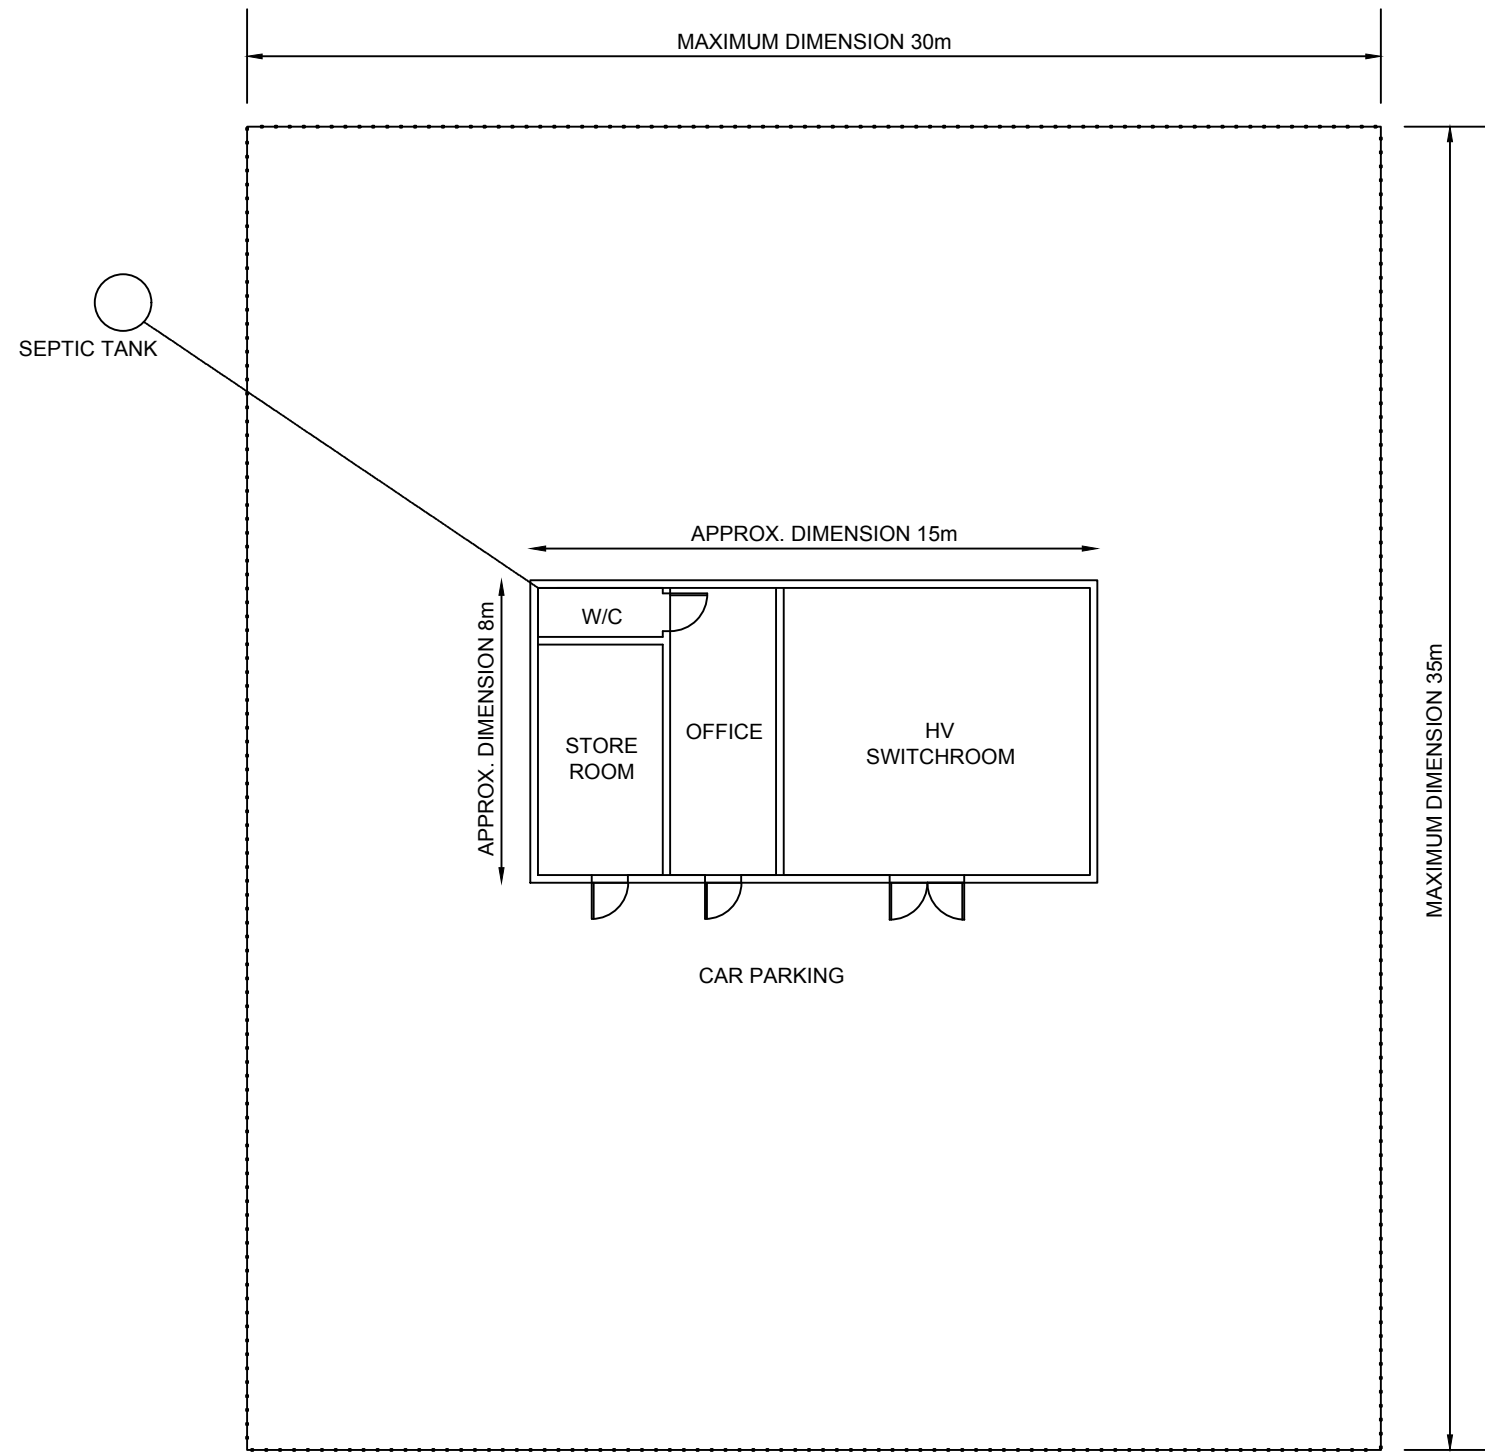 MAXIMUM DIMENSION 30m
SEPTIC TANK
APPROX. DIMENSION 15m
APPROX. DIMENSION 8m
W/C
STORE
ROOM
OFFICE
HV
SWITCHROOM
MAXIMUM DIMENSION 35m
CAR PARKING